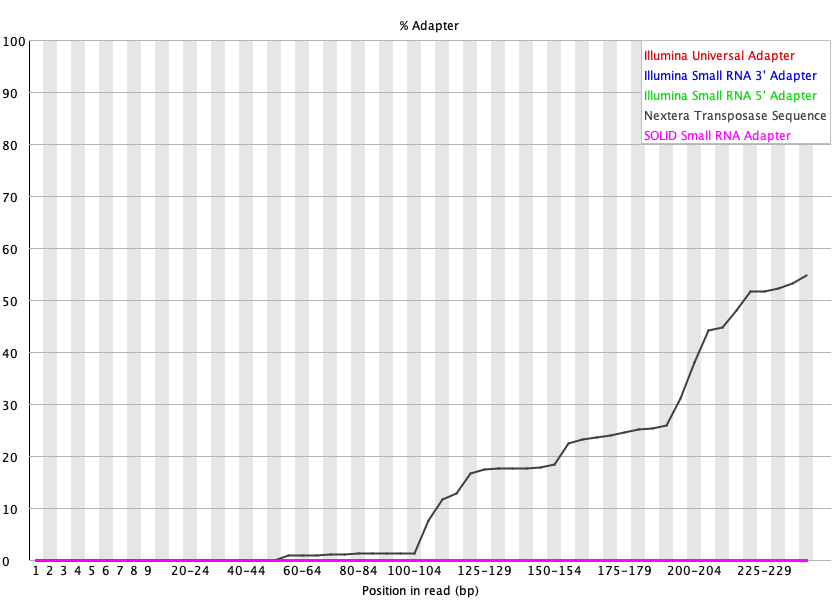 % Adapter
100
90
80
70
60
50
40
30
20
10
0
Illumina Universal Adapter
Illumina Small RNA 3' Adapter
Illumina Small RNA 5' Adapter
Nextera Transposase Sequence
SOLID Small RNA Adapter
1 2 3 4 5 6 7 8 9 20-24 40-44 60-64 80-84 100-104 125-129 150-154 175-179 200-204 225-229
Position in read (bp)